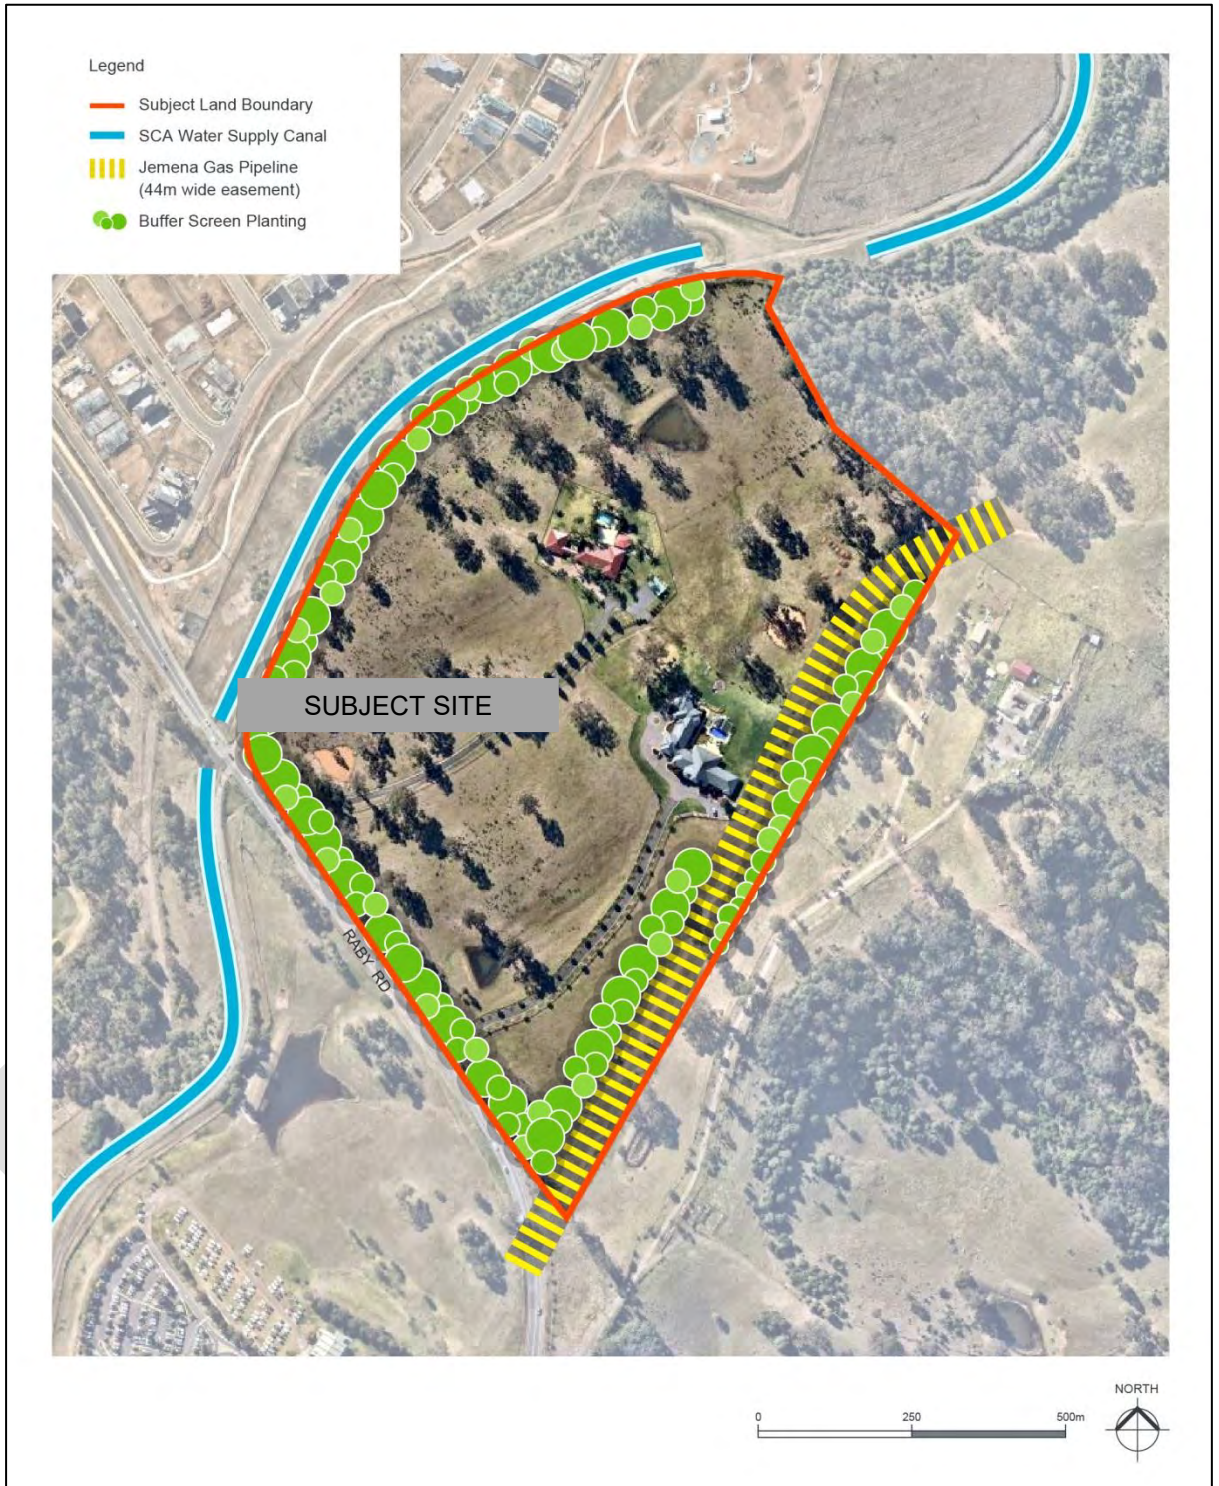 Legend
Subject Land Boundary
SCA Water Supply Canal
Jemena Gas Pipeline
(44m wide easement)
Buffer Screen Planting
SUBJECT SITE
RABY RD
NORTH
0 250 500m